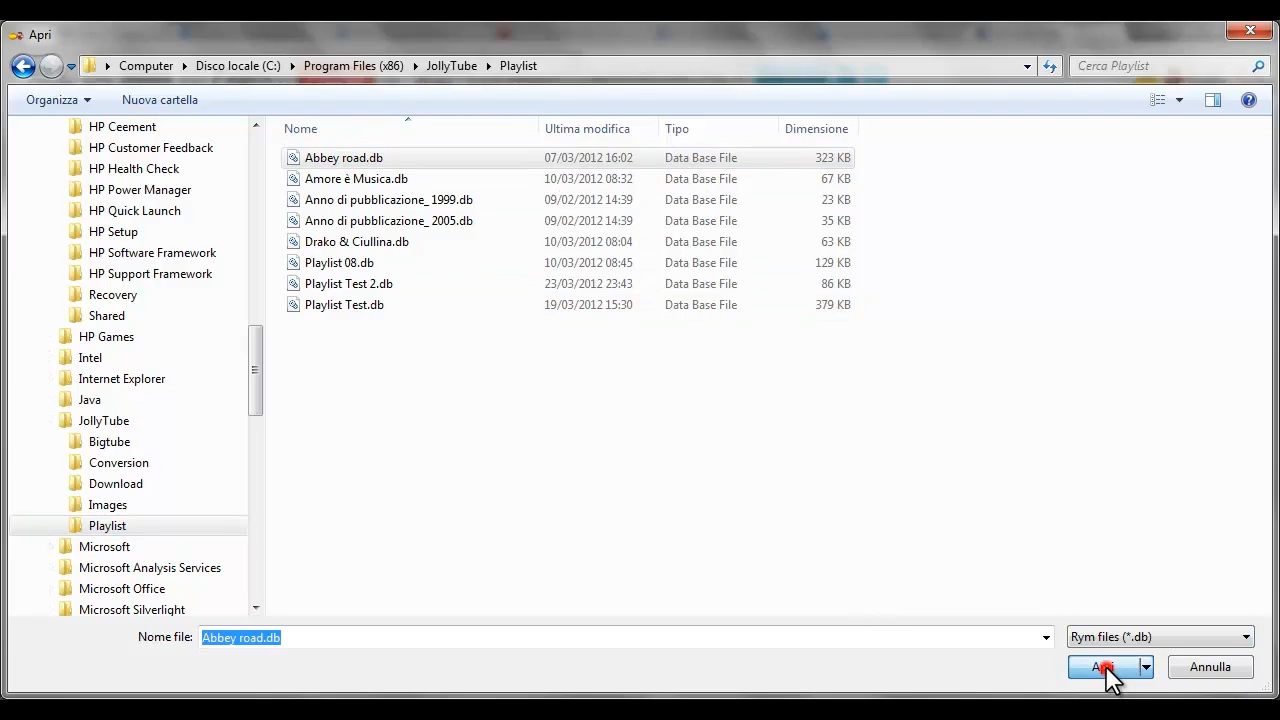 Apri
Computer Disco locale (C:) Program Files (x86) JollyTube Playlist
Cerca Playlist
Organizza Nuova cartella
HP Ceement
HP Customer Feedback
HP Health Check
HP Power Manager
HP Quick Launch
HP Setup
HP Software Framework
HP Support Framework
Recovery
Shared
HP Games
Intel
Internet Explorer
Java
JollyTube
Bigtube
Conversion
Download
Images
Playlist
Microsoft
Microsoft Analysis Services
Microsoft Office
Microsoft Silverlight
Nome Ultima modifica Tipo Dimensione
Abbey road.db 07/03/2012 16:02 Data Base File 323 KB
Amore è Musica.db 10/03/2012 08:32 Data Base File 67 KB
Anno di pubblicazione_ 1999.db 09/02/2012 14:39 Data Base File 23 KB
Anno di pubblicazione_ 2005.db 09/02/2012 14:39 Data Base File 35 KB
Drako & Ciullina.db 10/03/2012 08:04 Data Base File 63 KB
Playlist 08.db 10/03/2012 08:45 Data Base File 129 KB
Playlist Test 2.db 23/03/2012 23:43 Data Base File 86 KB
Playlist Test.db 19/03/2012 15:30 Data Base File 379 KB
Nome file: Abbey road.db Rym files (*.db)
Apri Annulla